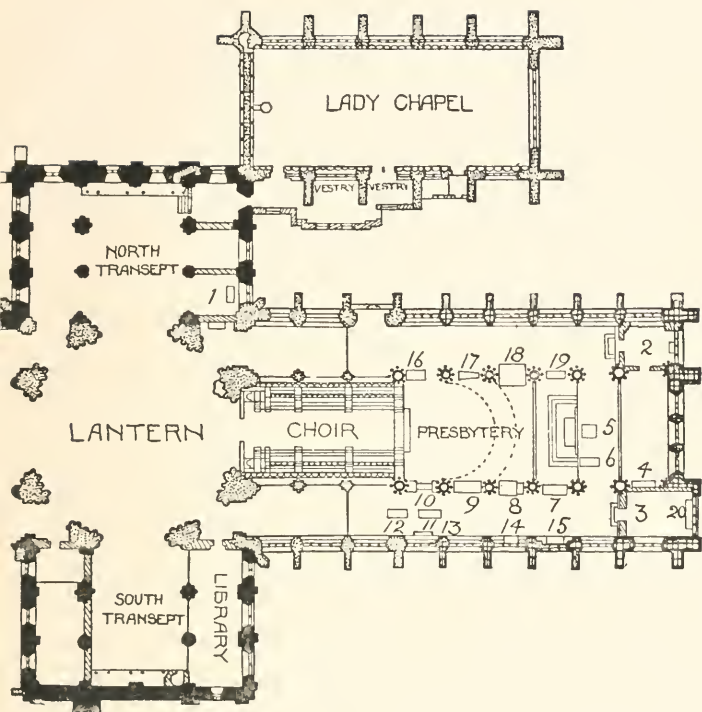 LADY CHAPEL
VESTRY VESTRY
NORTH
TRANSEPT
1
2
16 17 18 19
LANTERN
CHOIR
PRESBYTERY
5
6
4
10 9 8 7
3 20
12 11 13 14 15
SOUTH
TRANSEPT
LIBRARY